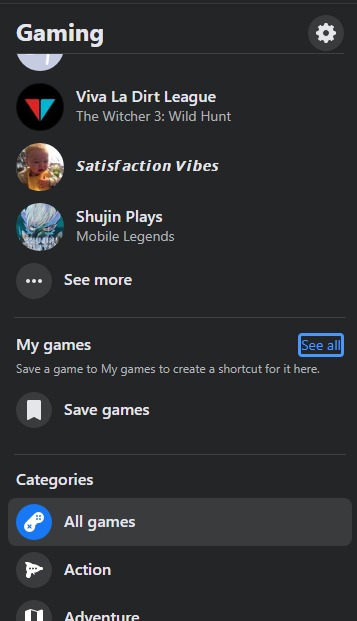 Gaming
Viva La Dirt League
The Witcher 3: Wild Hunt
Satisfaction Vibes
Shujin Plays
Mobile Legends
See more
My games
See all
Save a game to My games to create a shortcut for it here.
Save games
Categories
All games
Action
Adventure